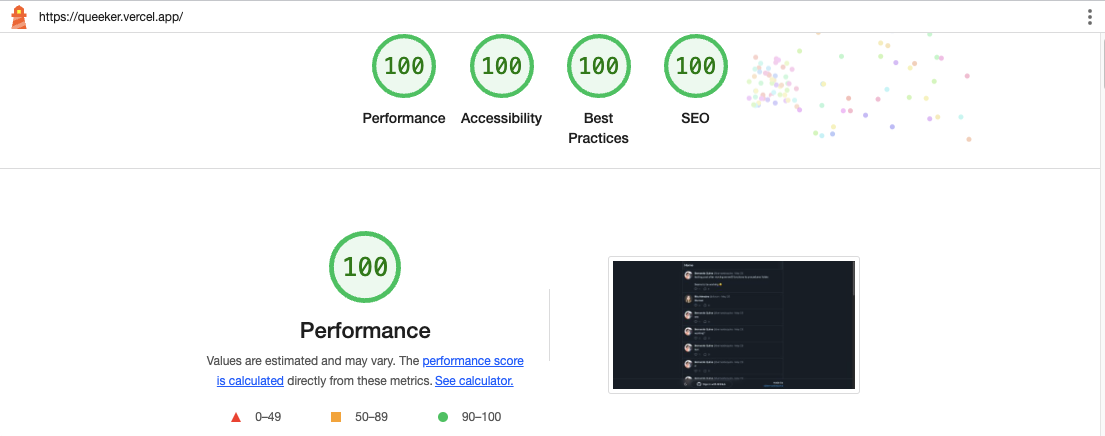 https://queeker.vercel.app/
100 100 100 100
Performance Accessibility Best Practices SEO
100
Performance
Values are estimated and may vary. The performance score
is calculated directly from these metrics. See calculator.
0–49 50–89 90–100
Home